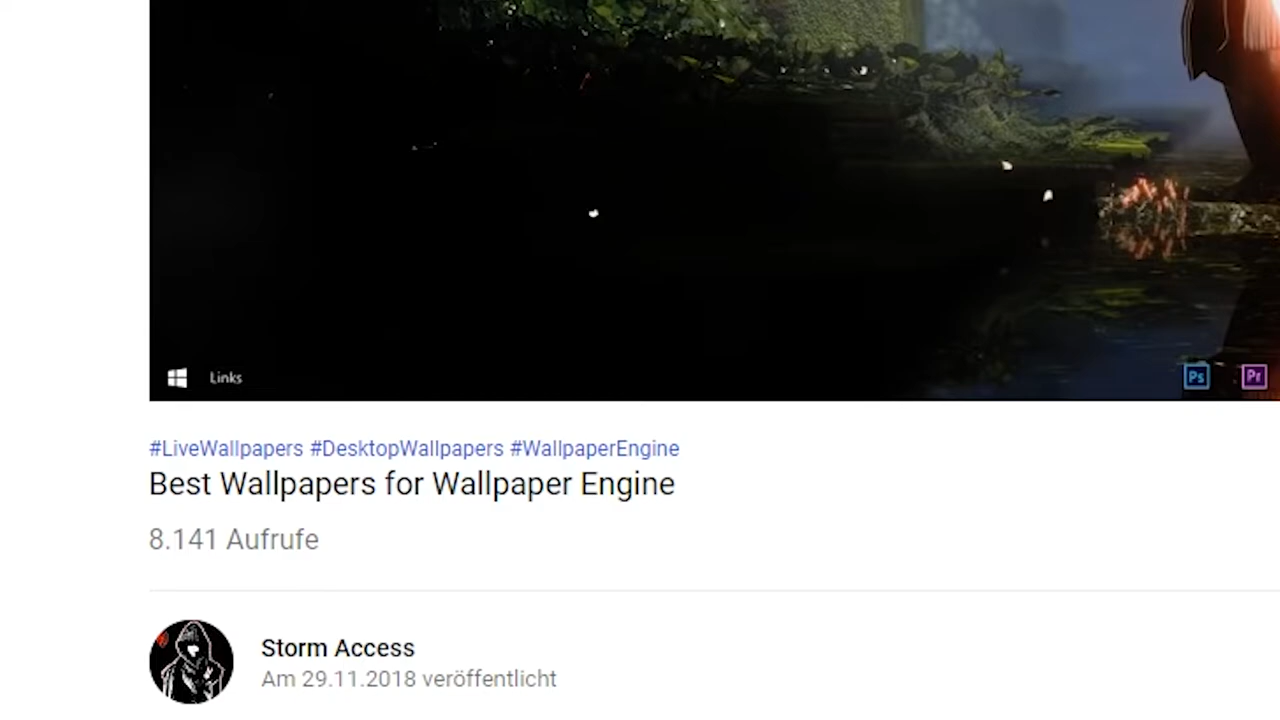 Links
Ps Pr
#LiveWallpapers #DesktopWallpapers #WallpaperEngine
Best Wallpapers for Wallpaper Engine
8.141 Aufrufe
Storm Access
Am 29.11.2018 veröffentlicht